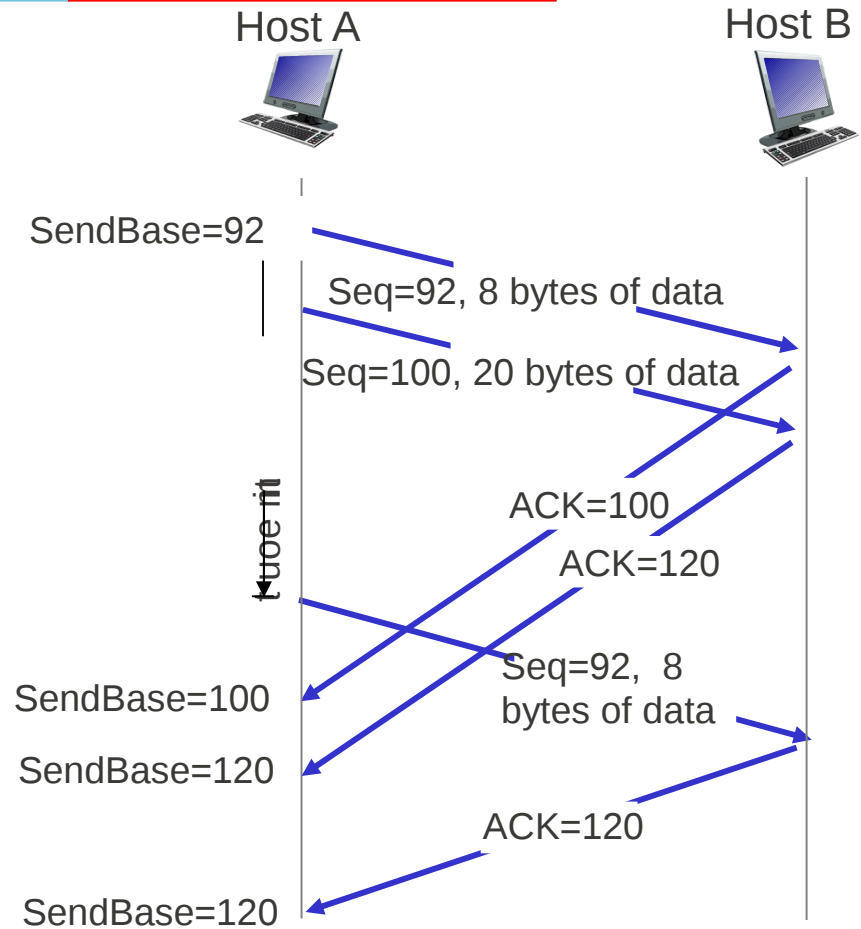 Host A
Host B
SendBase=92
Seq=92, 8 bytes of data
Seq=100, 20 bytes of data
ACK=100
ACK=120
Seq=92,  8
bytes of data
SendBase=100
SendBase=120
ACK=120
SendBase=120